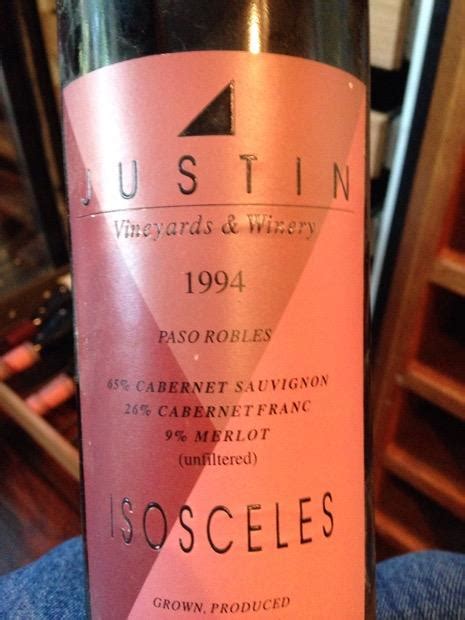 JUSTIN
Vineyards & Winery
1994
PASO ROBLES
65% CABERNET SAUVIGNON
26% CABERNET FRANC
9% MERLOT
(unfiltered)
ISOSCELES
GROWN, PRODUCED